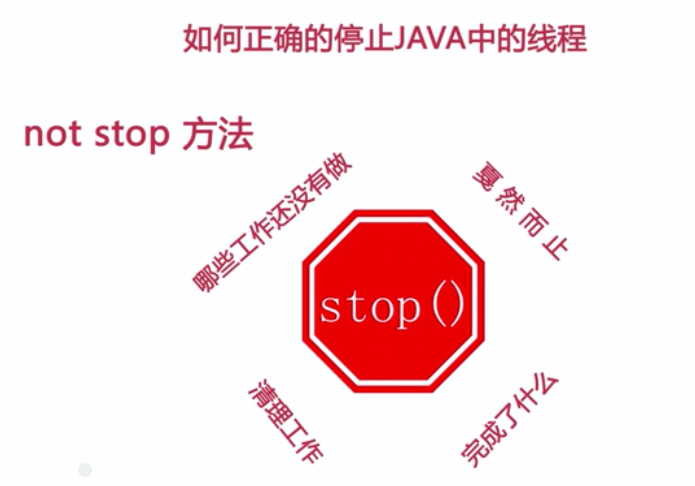 如何正确的停止JAVA中的线程
not stop 方法
哪些工作还没有做
戛然而止
stop()
清理工作
完成了什么